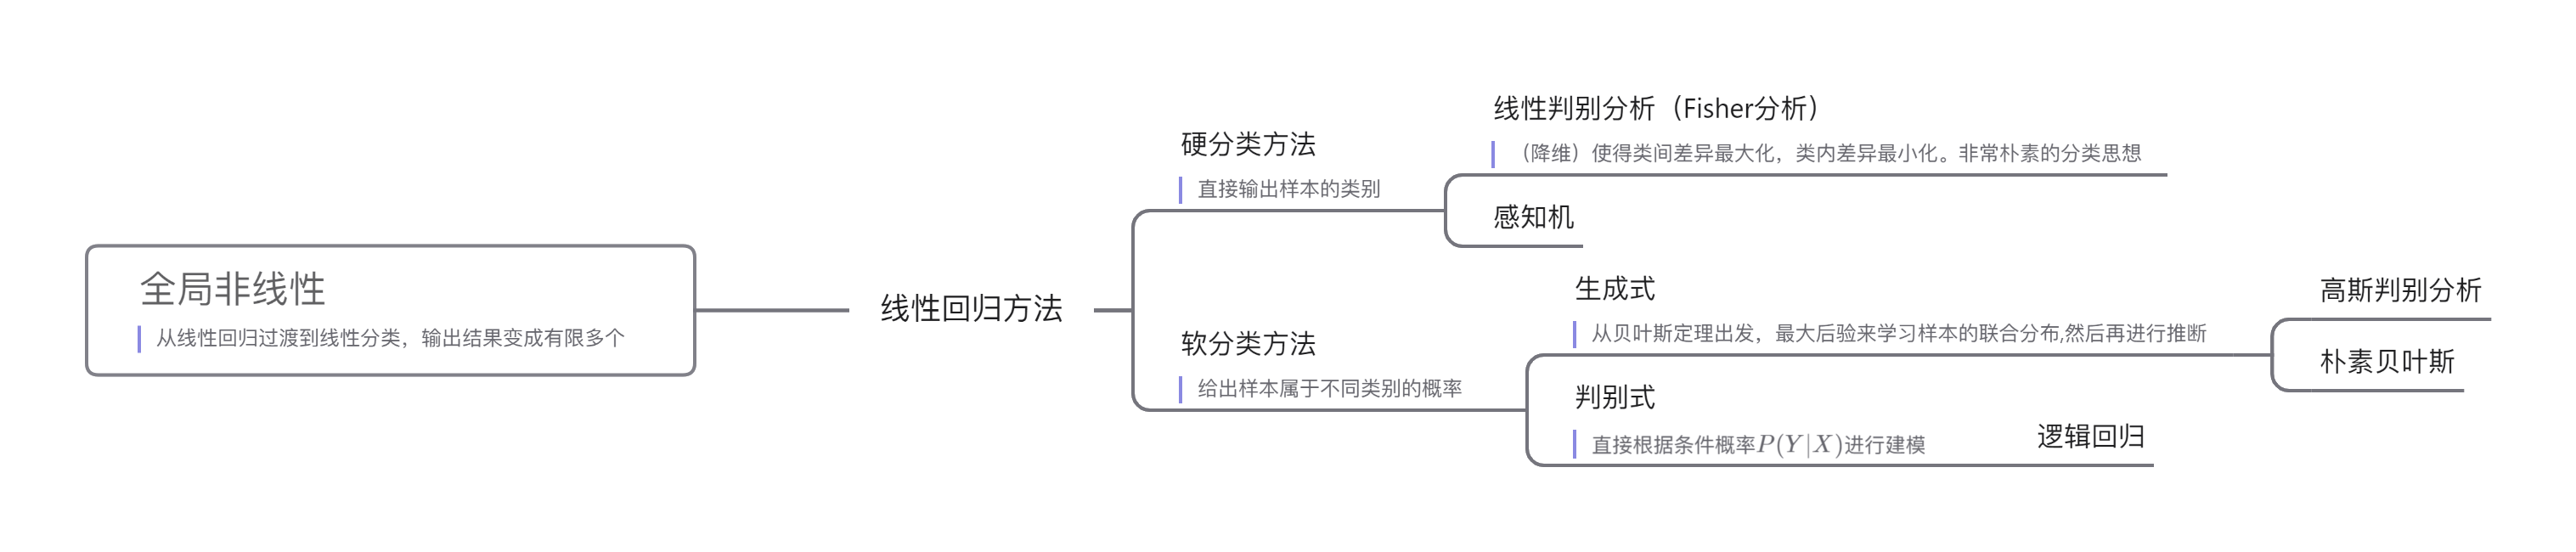 全局非线性
从线性回归过渡到线性分类，输出结果变成有限多个
线性回归方法
硬分类方法
直接输出样本的类别
线性判别分析（Fisher分析）
（降维）使得类间差异最大化，类内差异最小化。非常朴素的分类思想
感知机
软分类方法
给出样本属于不同类别的概率
生成式
从贝叶斯定理出发，最大后验来学习样本的联合分布,然后再进行推断
高斯判别分析
朴素贝叶斯
判别式
直接根据条件概率P(Y|X)进行建模
逻辑回归